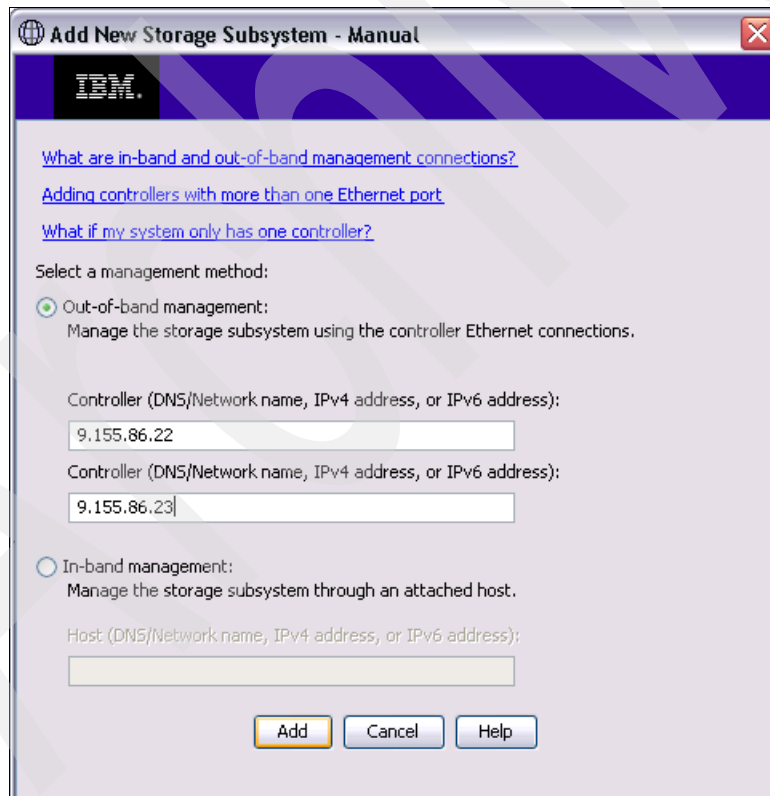 Add New Storage Subsystem - Manual
IBM.
What are in-band and out-of-band management connections?
Adding controllers with more than one Ethernet port
What if my system only has one controller?
Select a management method:
Out-of-band management:
Manage the storage subsystem using the controller Ethernet connections.
Controller (DNS/Network name, IPv4 address, or IPv6 address):
9.155.86.22
Controller (DNS/Network name, IPv4 address, or IPv6 address):
9.155.86.23
In-band management:
Manage the storage subsystem through an attached host.
Host (DNS/Network name, IPv4 address, or IPv6 address):
Add Cancel Help